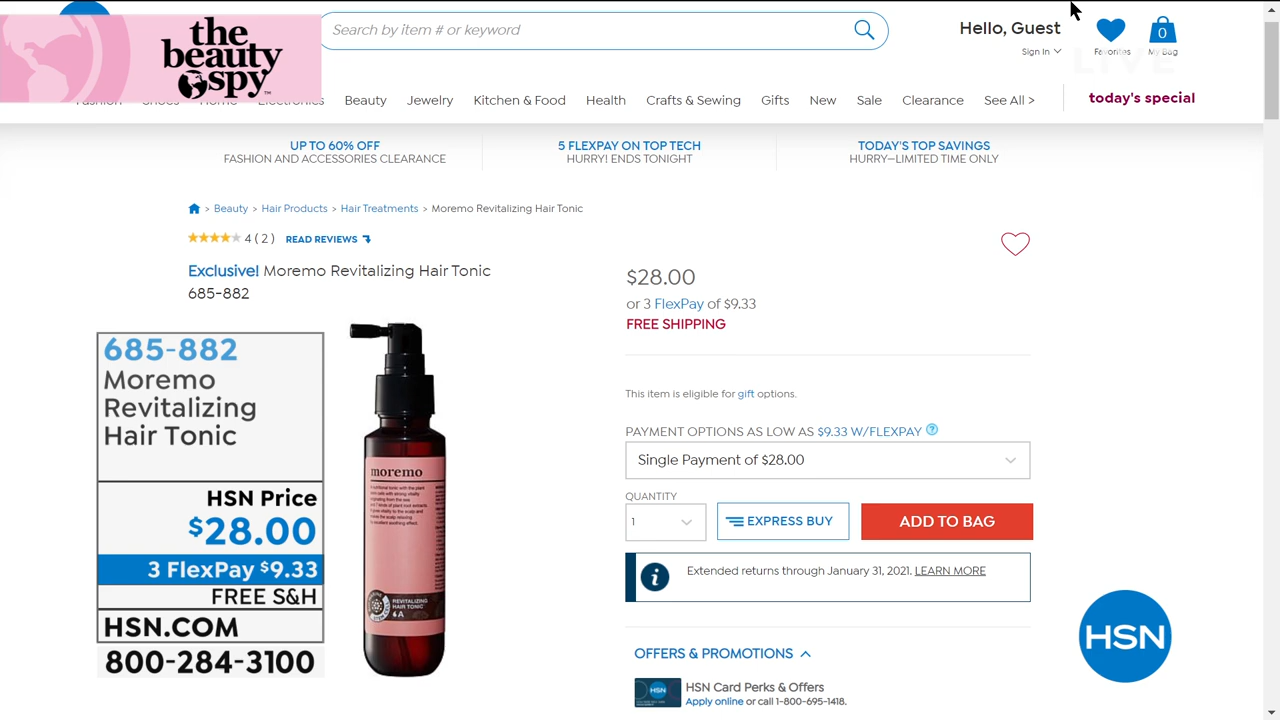 the
beauty
spy
Search by item # or keyword
Hello, Guest
Sign In
Favorites
0
My Bag
LIVE
Fashion Shoes Home Electronics Beauty Jewelry Kitchen & Food Health Crafts & Sewing Gifts New Sale Clearance See All >
today's special
UP TO 60% OFF
FASHION AND ACCESSORIES CLEARANCE
5 FLEXPAY ON TOP TECH
HURRY! ENDS TONIGHT
TODAY'S TOP SAVINGS
HURRY—LIMITED TIME ONLY
> Beauty > Hair Products > Hair Treatments > Moremo Revitalizing Hair Tonic
4 ( 2 ) READ REVIEWS
Exclusive! Moremo Revitalizing Hair Tonic
685-882
685-882
Moremo
Revitalizing
Hair Tonic
HSN Price
$28.00
3 FlexPay $9.33
FREE S&H
HSN.COM
800-284-3100
moremo
REVITALIZING
HAIR TONIC
$28.00
or 3 FlexPay of $9.33
FREE SHIPPING
This item is eligible for gift options.
PAYMENT OPTIONS AS LOW AS $9.33 W/FLEXPAY ?
Single Payment of $28.00
QUANTITY
1
EXPRESS BUY
ADD TO BAG
i
Extended returns through January 31, 2021. LEARN MORE
OFFERS & PROMOTIONS
HSN
HSN Card Perks & Offers
Apply online or call 1-800-695-1418.
HSN